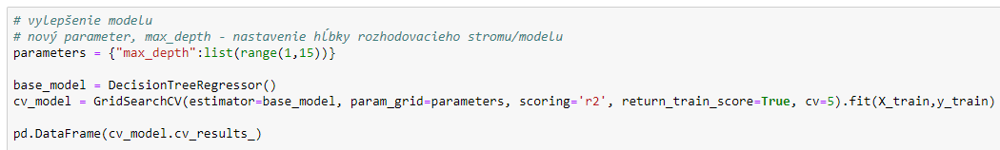 # vylepšenie modelu
# nový parameter, max_depth - nastavenie hĺbky rozhodovacieho stromu/modelu
parameters = {"max_depth":list(range(1,15))}
base_model = DecisionTreeRegressor()
cv_model = GridSearchCV(estimator=base_model, param_grid=parameters, scoring='r2', return_train_score=True, cv=5).fit(X_train,y_train)
pd.DataFrame(cv_model.cv_results_)